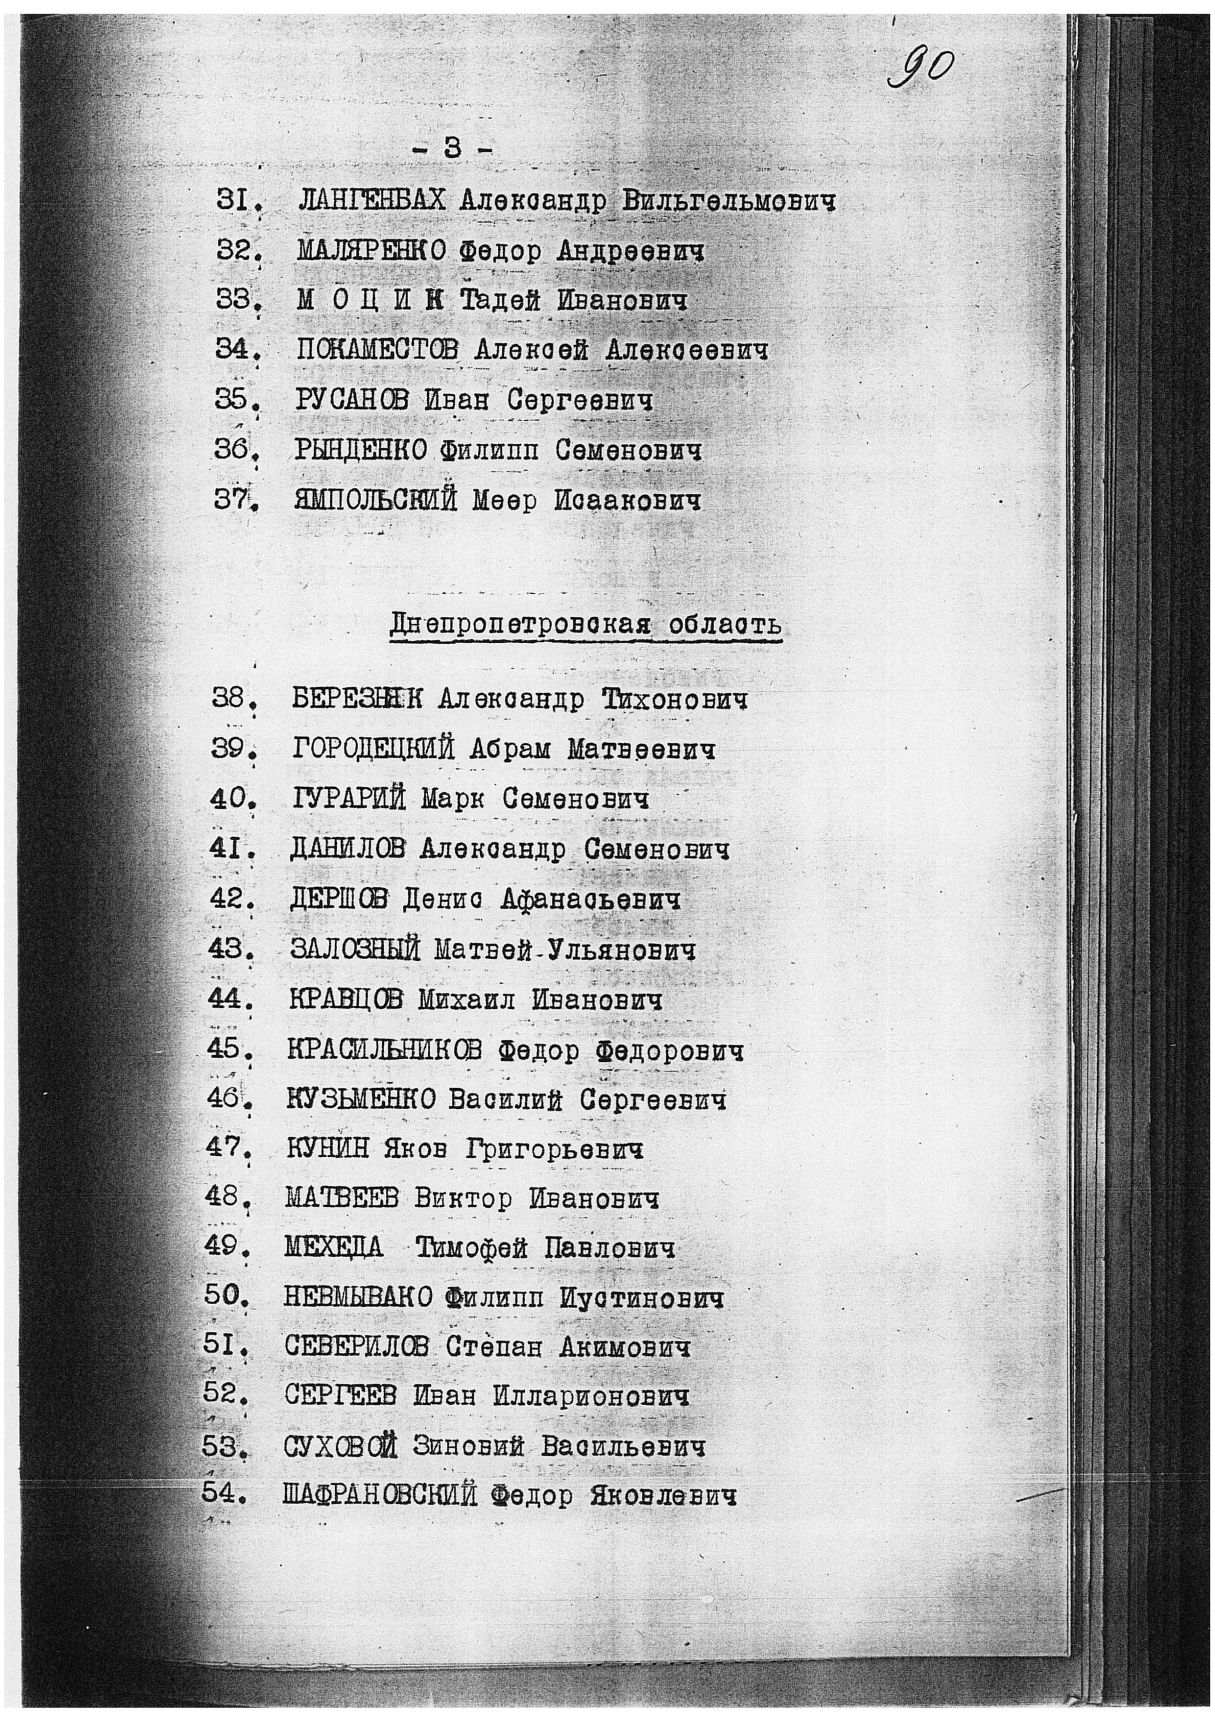 90
- 3 -
31. ЛАНГЕНБАХ Александр Вильгельмович
32. МАЛЯРЕНКО Федор Андреевич
33. М О Ц И К Тадей Иванович
34. ПОКАМЕСТОВ Алексей Алексеевич
35. РУСАНОВ Иван Сергеевич
36. РЫНДЕНКО Филипп Семенович
37. ЯМПОЛЬСКИЙ Меер Исаакович
Днепропетровская область
38. БЕРЕЗНЯК Александр Тихонович
39. ГОРОДЕЦКИЙ Абрам Матвеевич
40. ГУРАРИЙ Марк Семенович
41. ДАНИЛОВ Александр Семенович
42. ДЕРШОВ Денис Афанасьевич
43. ЗАЛОЗНЫЙ Матвей Ульянович
44. КРАВЦОВ Михаил Иванович
45. КРАСИЛЬНИКОВ Федор Федорович
46. КУЗЬМЕНКО Василий Сергеевич
47. КУНИН Яков Григорьевич
48. МАТВЕЕВ Виктор Иванович
49. МЕХЕДА Тимофей Павлович
50. НЕВМЫВАКО Филипп Иустинович
51. СЕВЕРИЛОВ Степан Акимович
52. СЕРГЕЕВ Иван Илларионович
53. СУХОВОЙ Зиновий Васильевич
54. ШАФРАНОВСКИЙ Федор Яковлевич